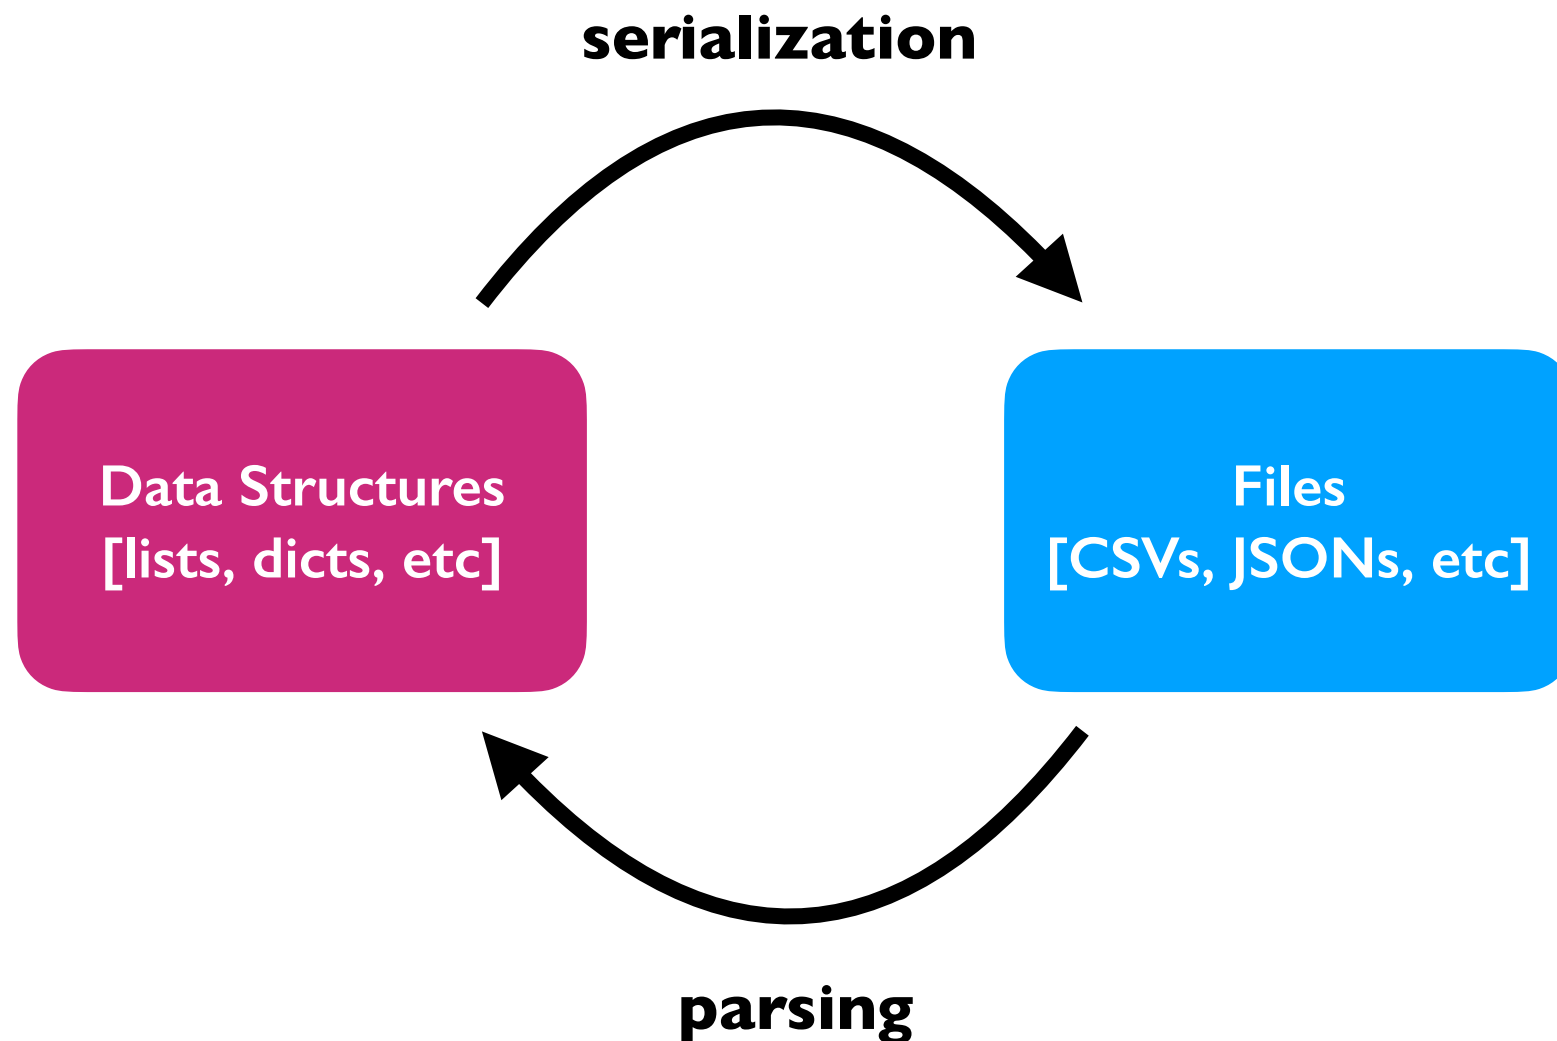 serialization
Data Structures
[lists, dicts, etc]
Files
[CSVs, JSONs, etc]
parsing